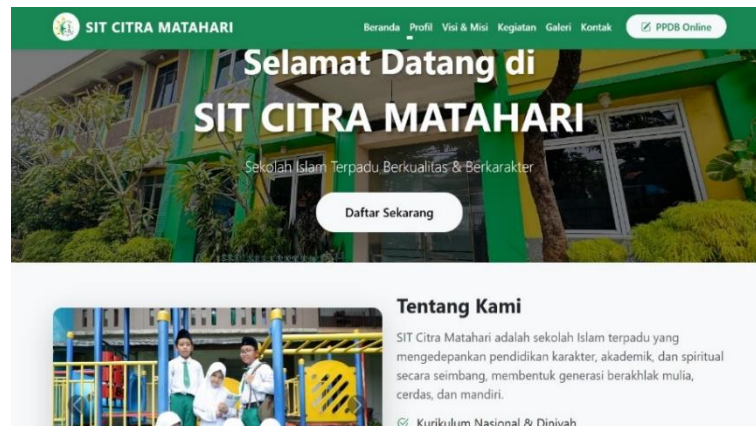 SIT CITRA MATAHARI
Beranda Profil Visi & Misi Kegiatan Galeri Kontak
PPDB Online
Selamat Datang di
SIT CITRA MATAHARI
Sekolah Islam Terpadu Berkualitas & Berkarakter
Daftar Sekarang
Tentang Kami
SIT Citra Matahari adalah sekolah Islam terpadu yang
mengedepankan pendidikan karakter, akademik, dan spiritual
secara seimbang, membentuk generasi berakhlak mulia,
cerdas, dan mandiri.
Kurikulum Nasional & Diniyah